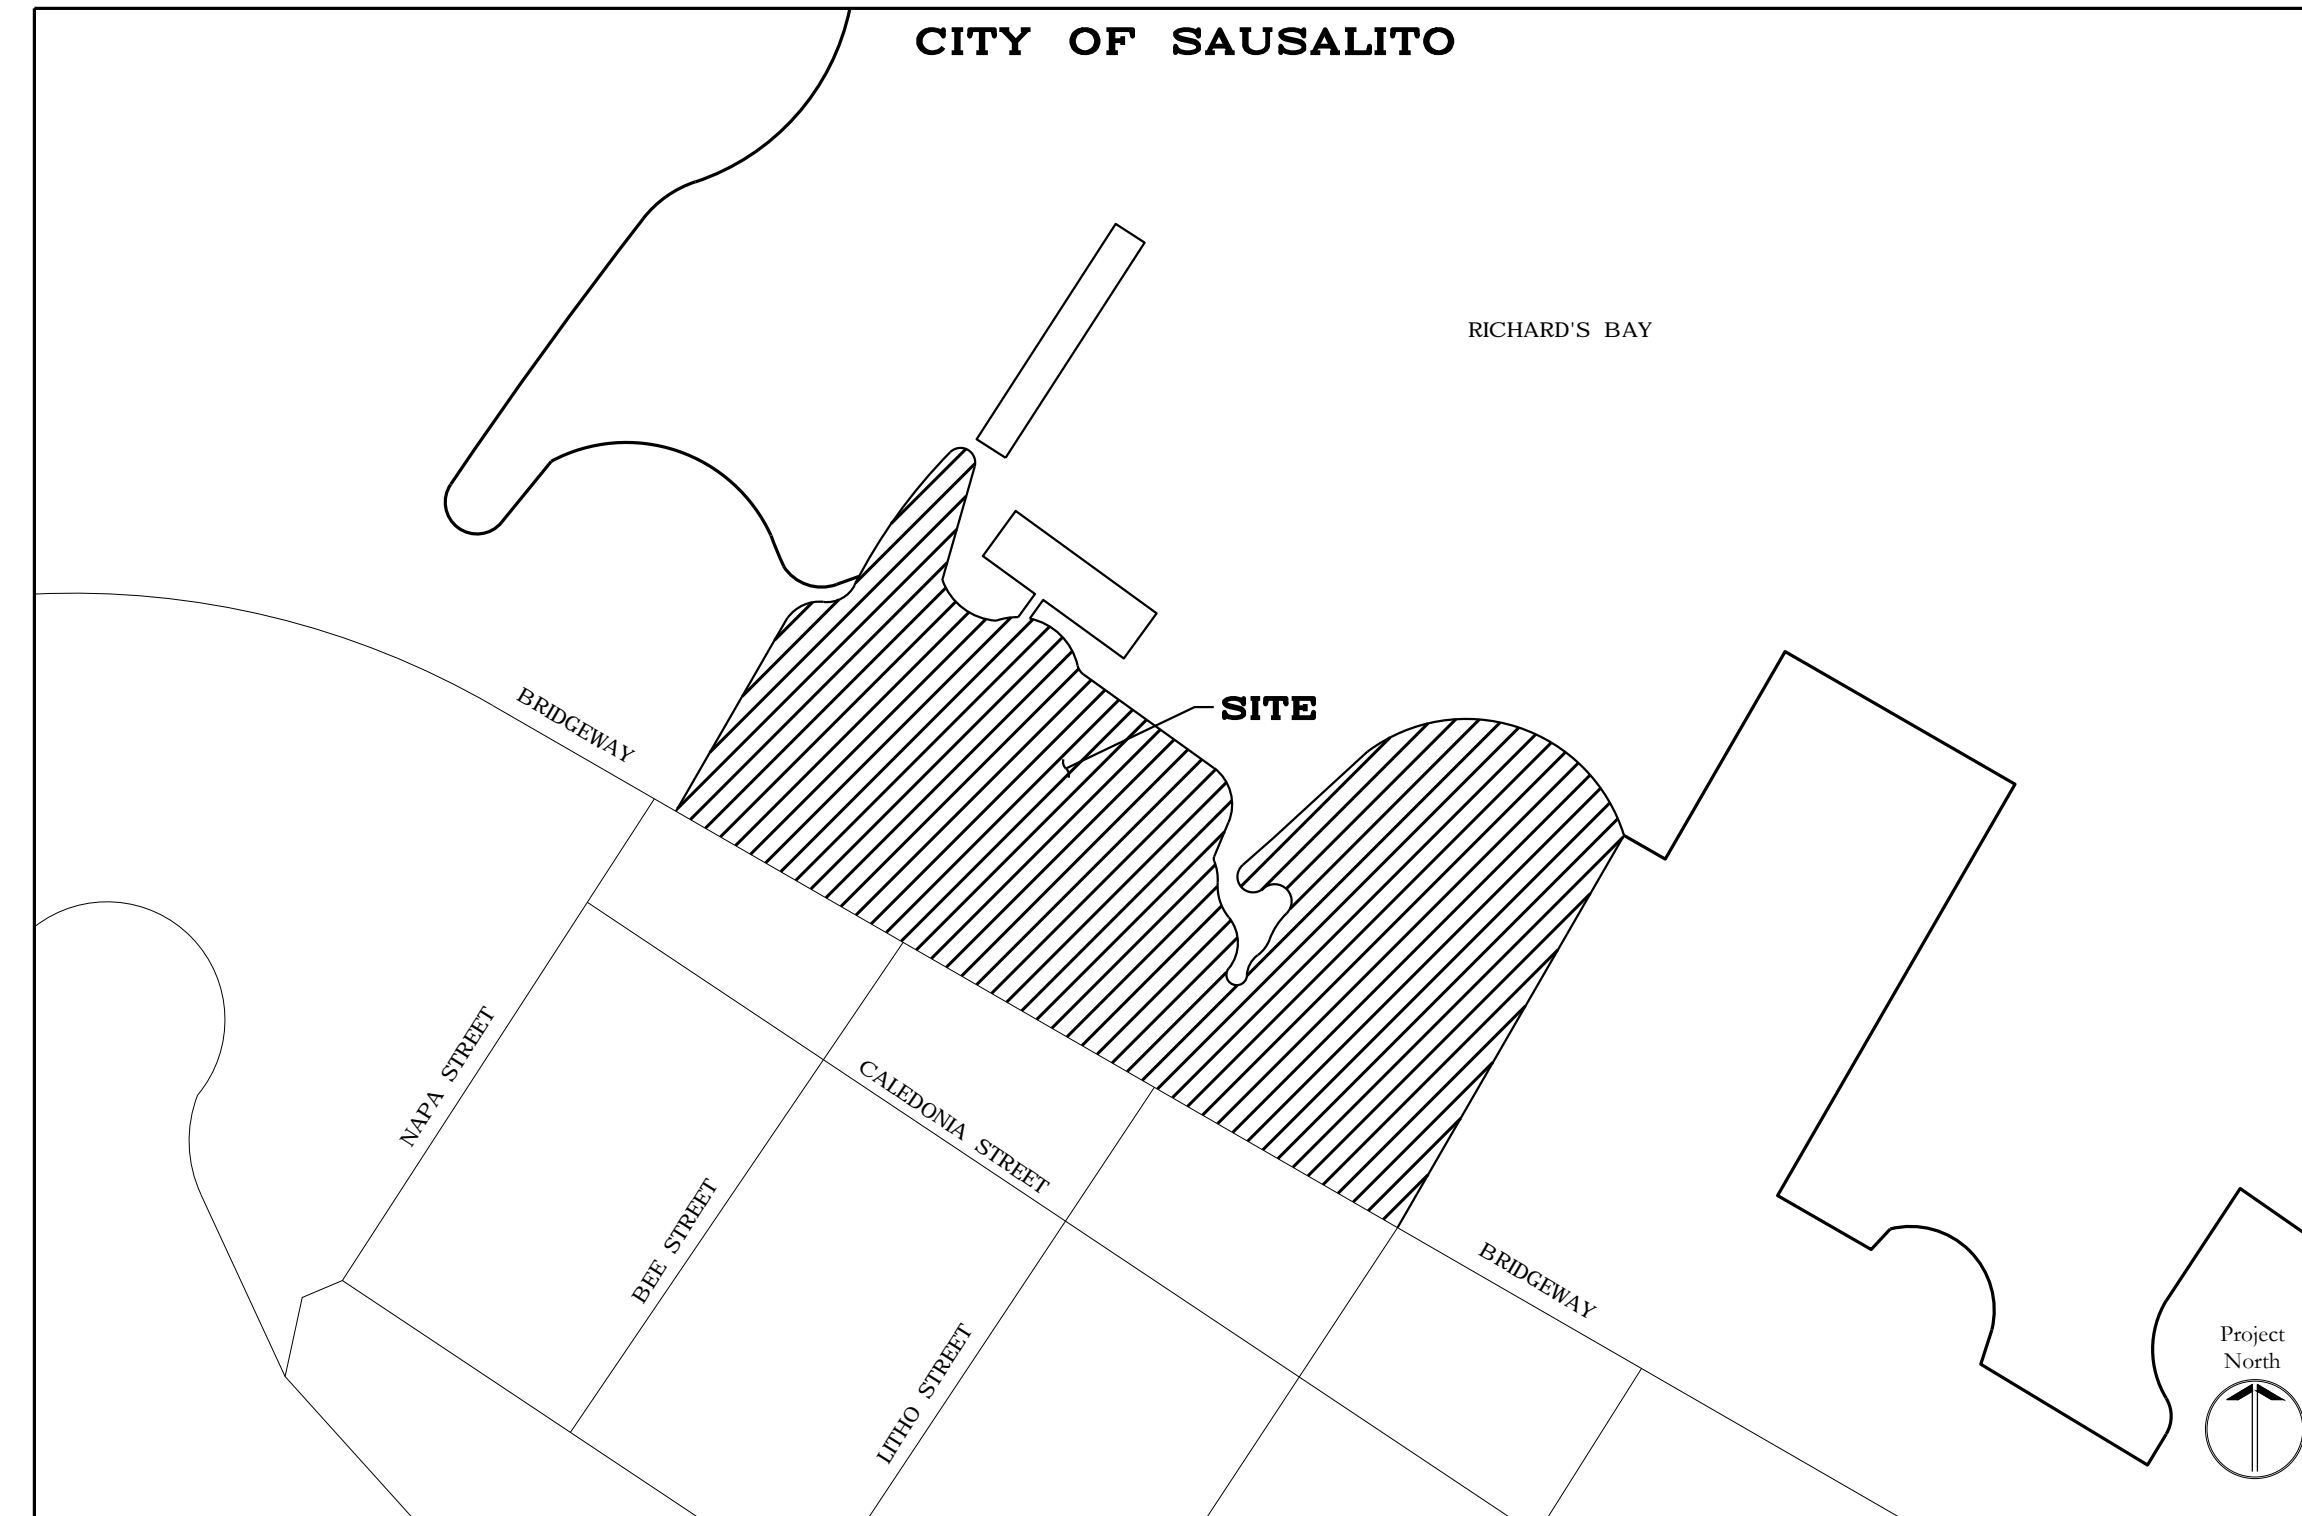 CITY OF SAUSALITO
RICHARD'S BAY
BRIDGEWAY
SITE
NAPA STREET
CALEDONIA STREET
BEE STREET
LITHO STREET
BRIDGEWAY
Project
North